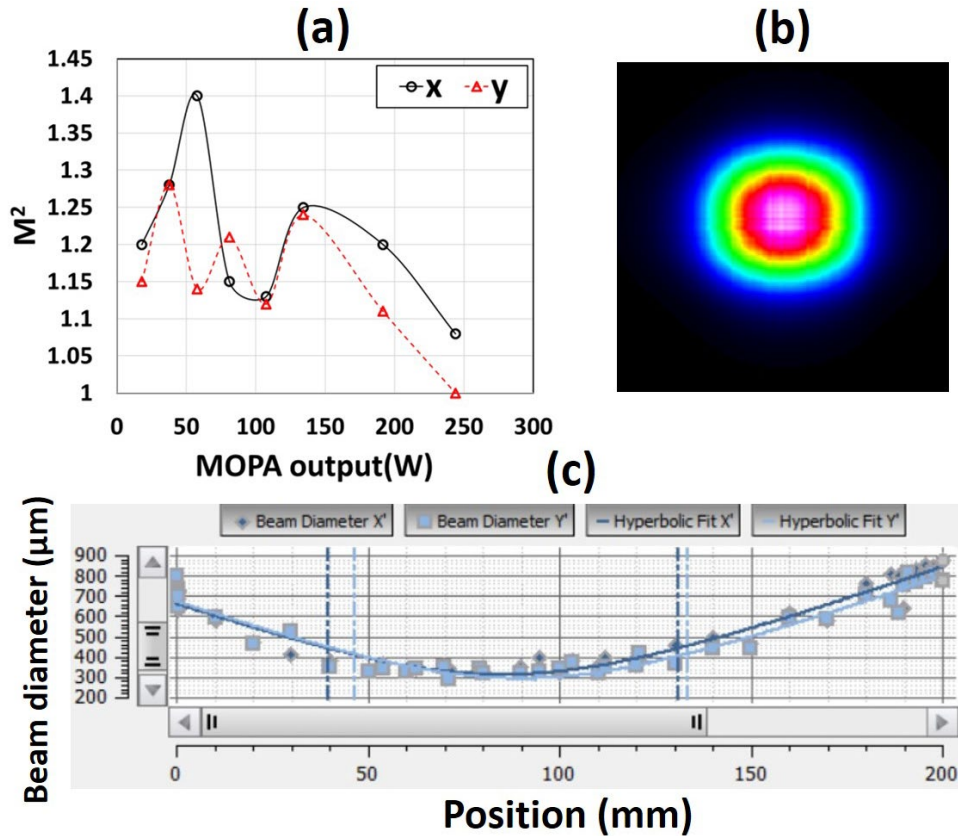 (a)
(b)
1.45
1.4
1.35
1.3
1.25
1.2
1.15
1.1
1.05
1
M²
x y
0 50 100 150 200 250 300
MOPA output(W)
(c)
Beam Diameter X' Beam Diameter Y' Hyperbolic Fit X' Hyperbolic Fit Y'
Beam diameter (μm)
900
800
700
600
500
400
300
200
0 50 100 150 200
Position (mm)